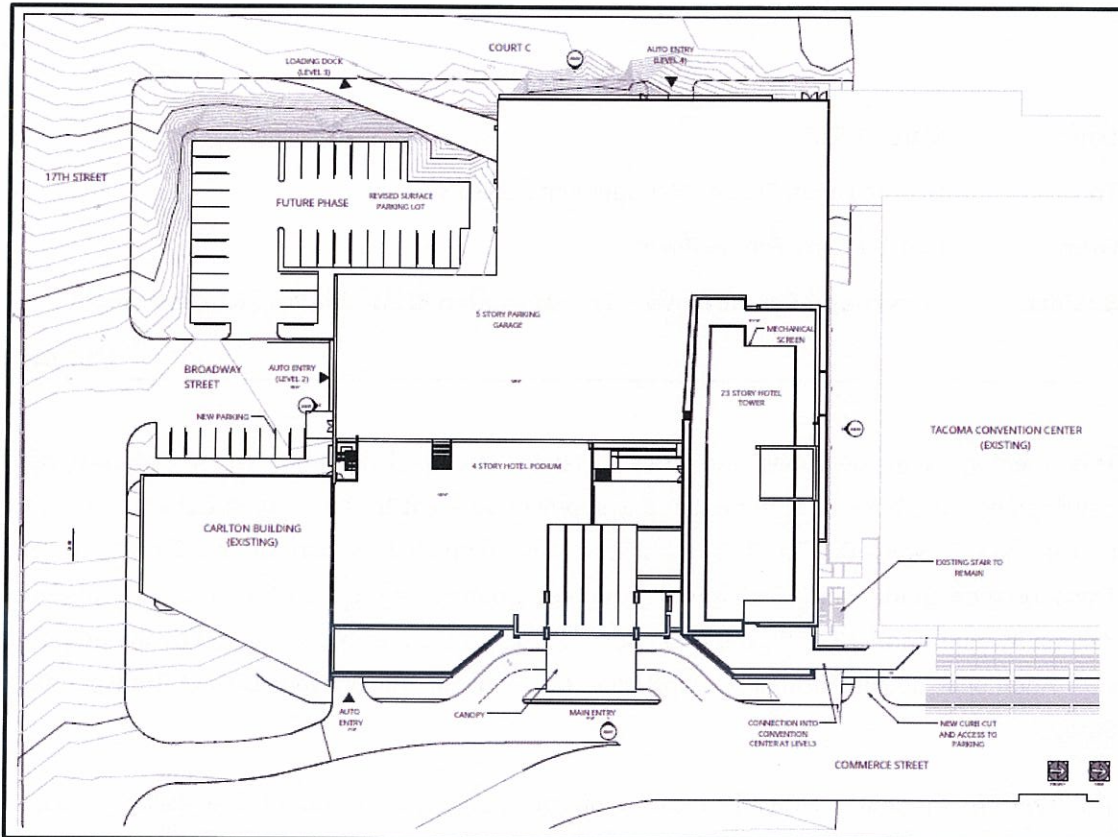 COURT C
LOADING DOCK
(LEVEL 3)
AUTO ENTRY
(LEVEL 4)
17TH STREET
FUTURE PHASE
REVISED SURFACE
PARKING LOT
5 STORY PARKING
GARAGE
MECHANICAL
SCREEN
BROADWAY
STREET
AUTO ENTRY
(LEVEL 2)
23 STORY HOTEL
TOWER
NEW PARKING
TACOMA CONVENTION CENTER
(EXISTING)
4 STORY HOTEL PODIUM
CARLTON BUILDING
(EXISTING)
EXISTING STAIR TO
REMAIN
AUTO
ENTRY
CANOPY
MAIN ENTRY
CONNECTION INTO
CONVENTION
CENTER AT LEVEL3
NEW CURB CUT
AND ACCESS TO
PARKING
COMMERCE STREET